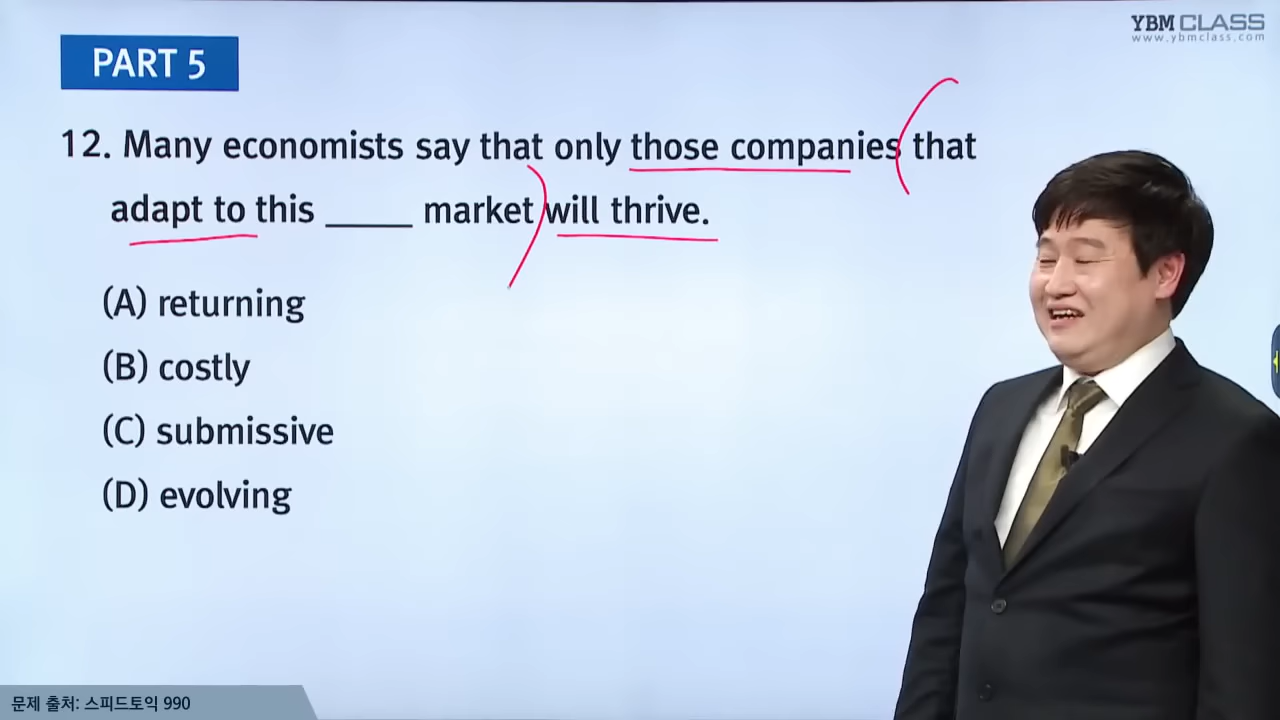 YBM CLASS
www.ybmclass.com
PART 5
12. Many economists say that only those companies that
adapt to this _____ market will thrive.
(A) returning
(B) costly
(C) submissive
(D) evolving
문제 출처: 스피드토익 990